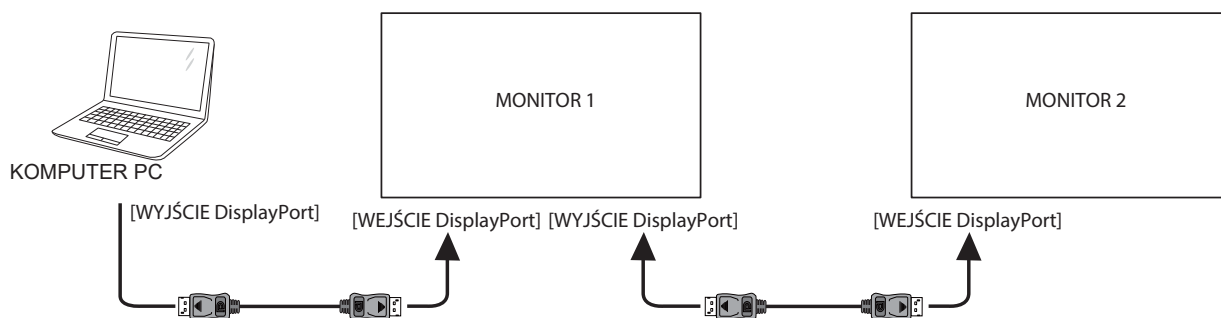 MONITOR 1
MONITOR 2
KOMPUTER PC
[WYJŚCIE DisplayPort]
[WEJŚCIE DisplayPort] [WYJŚCIE DisplayPort]
[WEJŚCIE DisplayPort]